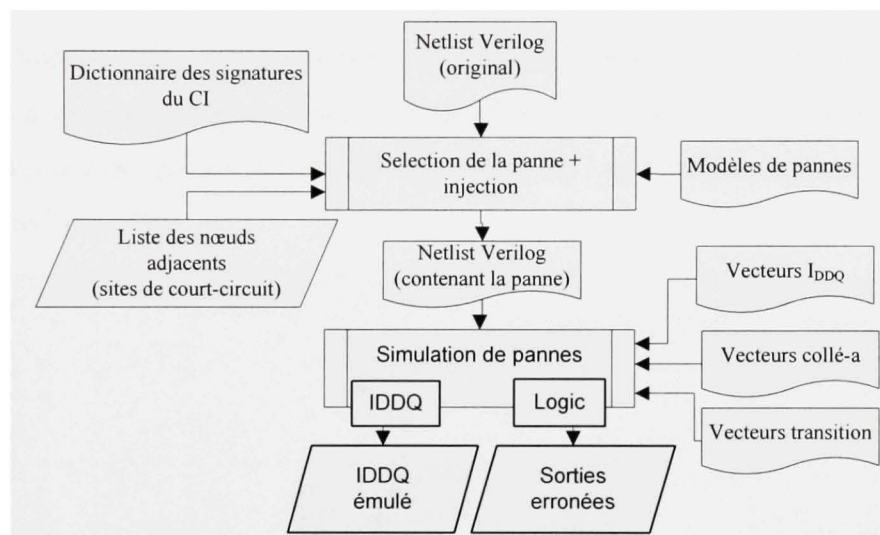 Netlist Verilog
(original)
Dictionnaire des signatures
du CI
Selection de la panne +
injection
Modèles de pannes
Liste des nœuds
adjacents
(sites de court-circuit)
Netlist Verilog
(contenant la panne)
Vecteurs IDDQ
Simulation de pannes
Vecteurs collé-a
IDDQ
Logic
Vecteurs transition
IDDQ
émulé
Sorties
erronées